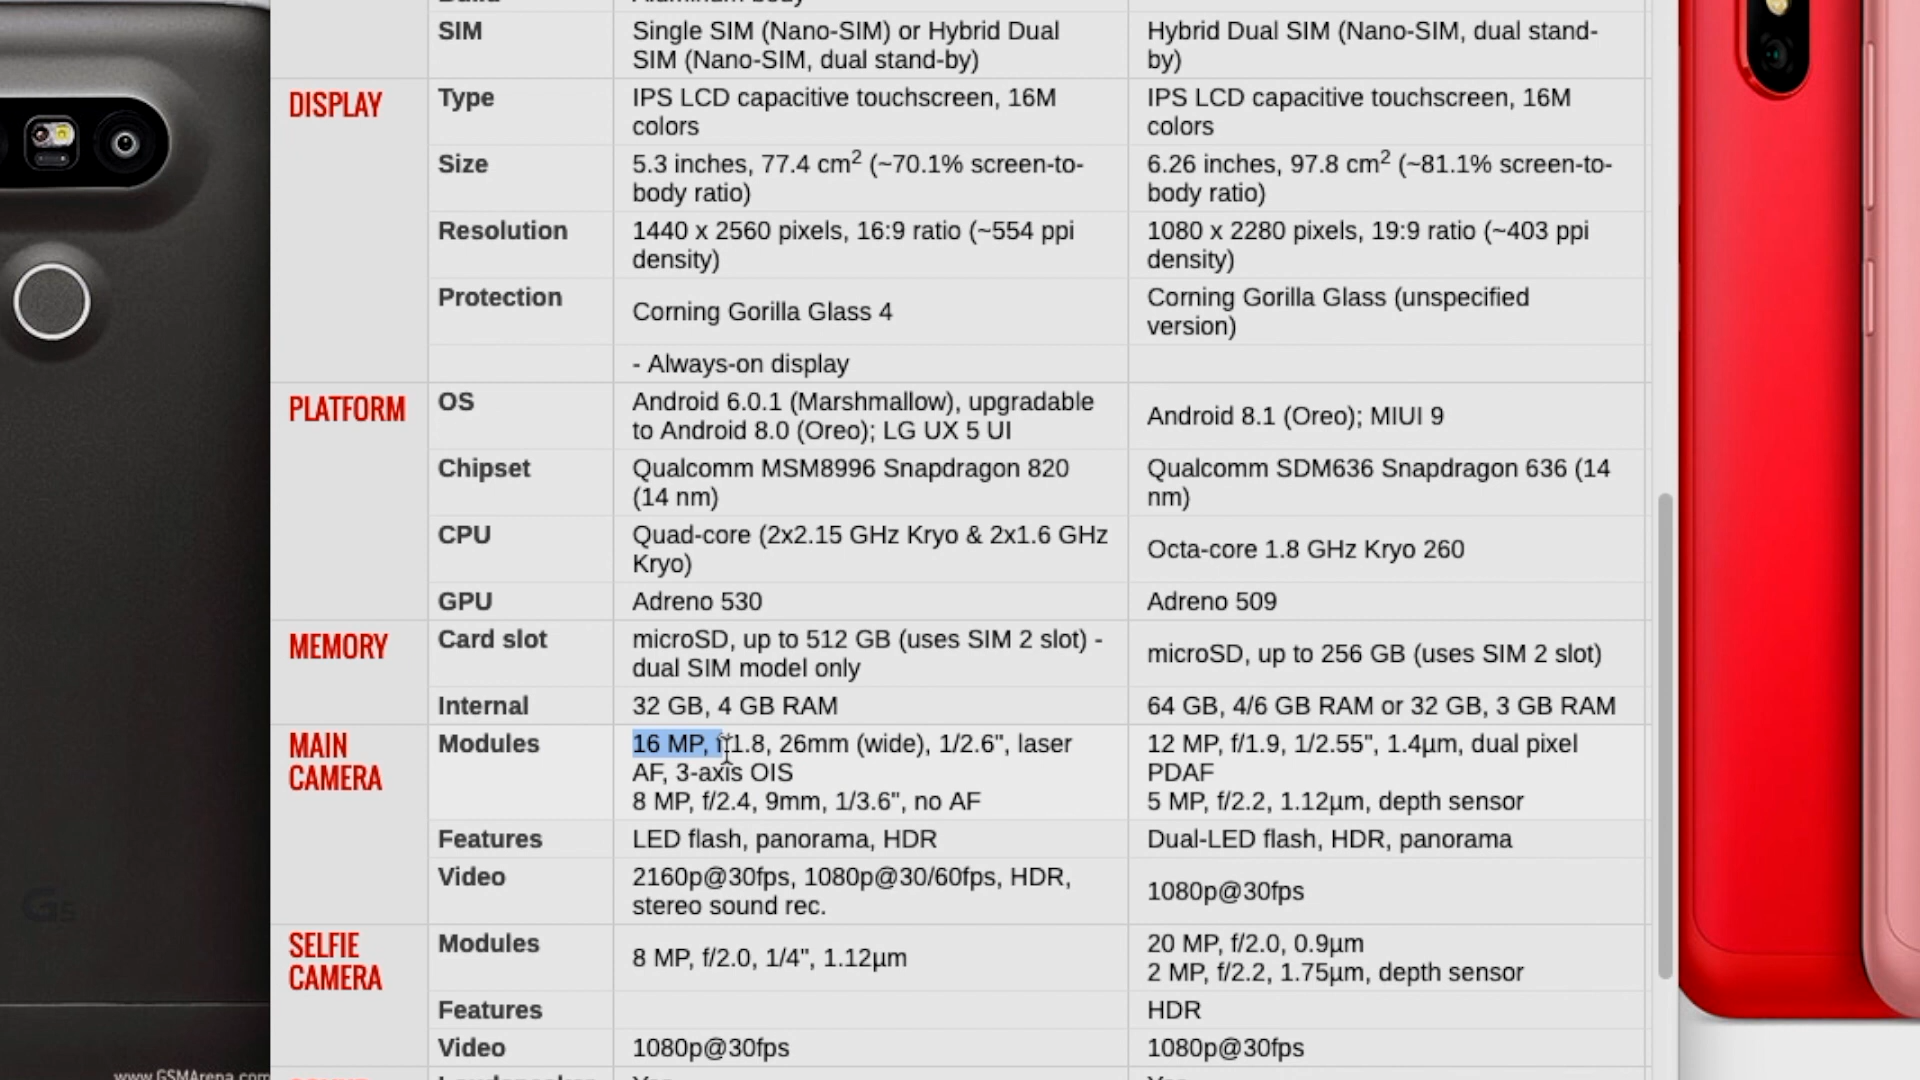 SIM Single SIM (Nano-SIM) or Hybrid Dual Hybrid Dual SIM (Nano-SIM, dual stand-
SIM (Nano-SIM, dual stand-by) by)
DISPLAY Type IPS LCD capacitive touchscreen, 16M IPS LCD capacitive touchscreen, 16M
colors colors
Size 5.3 inches, 77.4 cm² (~70.1% screen-to- 6.26 inches, 97.8 cm² (~81.1% screen-to-
body ratio) body ratio)
Resolution 1440 x 2560 pixels, 16:9 ratio (~554 ppi 1080 x 2280 pixels, 19:9 ratio (~403 ppi
density) density)
Protection Corning Gorilla Glass 4 Corning Gorilla Glass (unspecified
version)
- Always-on display
PLATFORM OS Android 6.0.1 (Marshmallow), upgradable Android 8.1 (Oreo); MIUI 9
to Android 8.0 (Oreo); LG UX 5 UI
Chipset Qualcomm MSM8996 Snapdragon 820 Qualcomm SDM636 Snapdragon 636 (14
(14 nm) nm)
CPU Quad-core (2x2.15 GHz Kryo & 2x1.6 GHz Octa-core 1.8 GHz Kryo 260
Kryo)
GPU Adreno 530 Adreno 509
MEMORY Card slot microSD, up to 512 GB (uses SIM 2 slot) - microSD, up to 256 GB (uses SIM 2 slot)
dual SIM model only
Internal 32 GB, 4 GB RAM 64 GB, 4/6 GB RAM or 32 GB, 3 GB RAM
MAIN Modules 16 MP, f/1.8, 26mm (wide), 1/2.6", laser 12 MP, f/1.9, 1/2.55", 1.4µm, dual pixel
CAMERA AF, 3-axis OIS PDAF
8 MP, f/2.4, 9mm, 1/3.6", no AF 5 MP, f/2.2, 1.12µm, depth sensor
Features LED flash, panorama, HDR Dual-LED flash, HDR, panorama
Video 2160p@30fps, 1080p@30/60fps, HDR, 1080p@30fps
stereo sound rec.
G5
SELFIE Modules 8 MP, f/2.0, 1/4", 1.12µm 20 MP, f/2.0, 0.9µm
CAMERA 2 MP, f/2.2, 1.75µm, depth sensor
Features HDR
Video 1080p@30fps 1080p@30fps
www.GSMArena.com